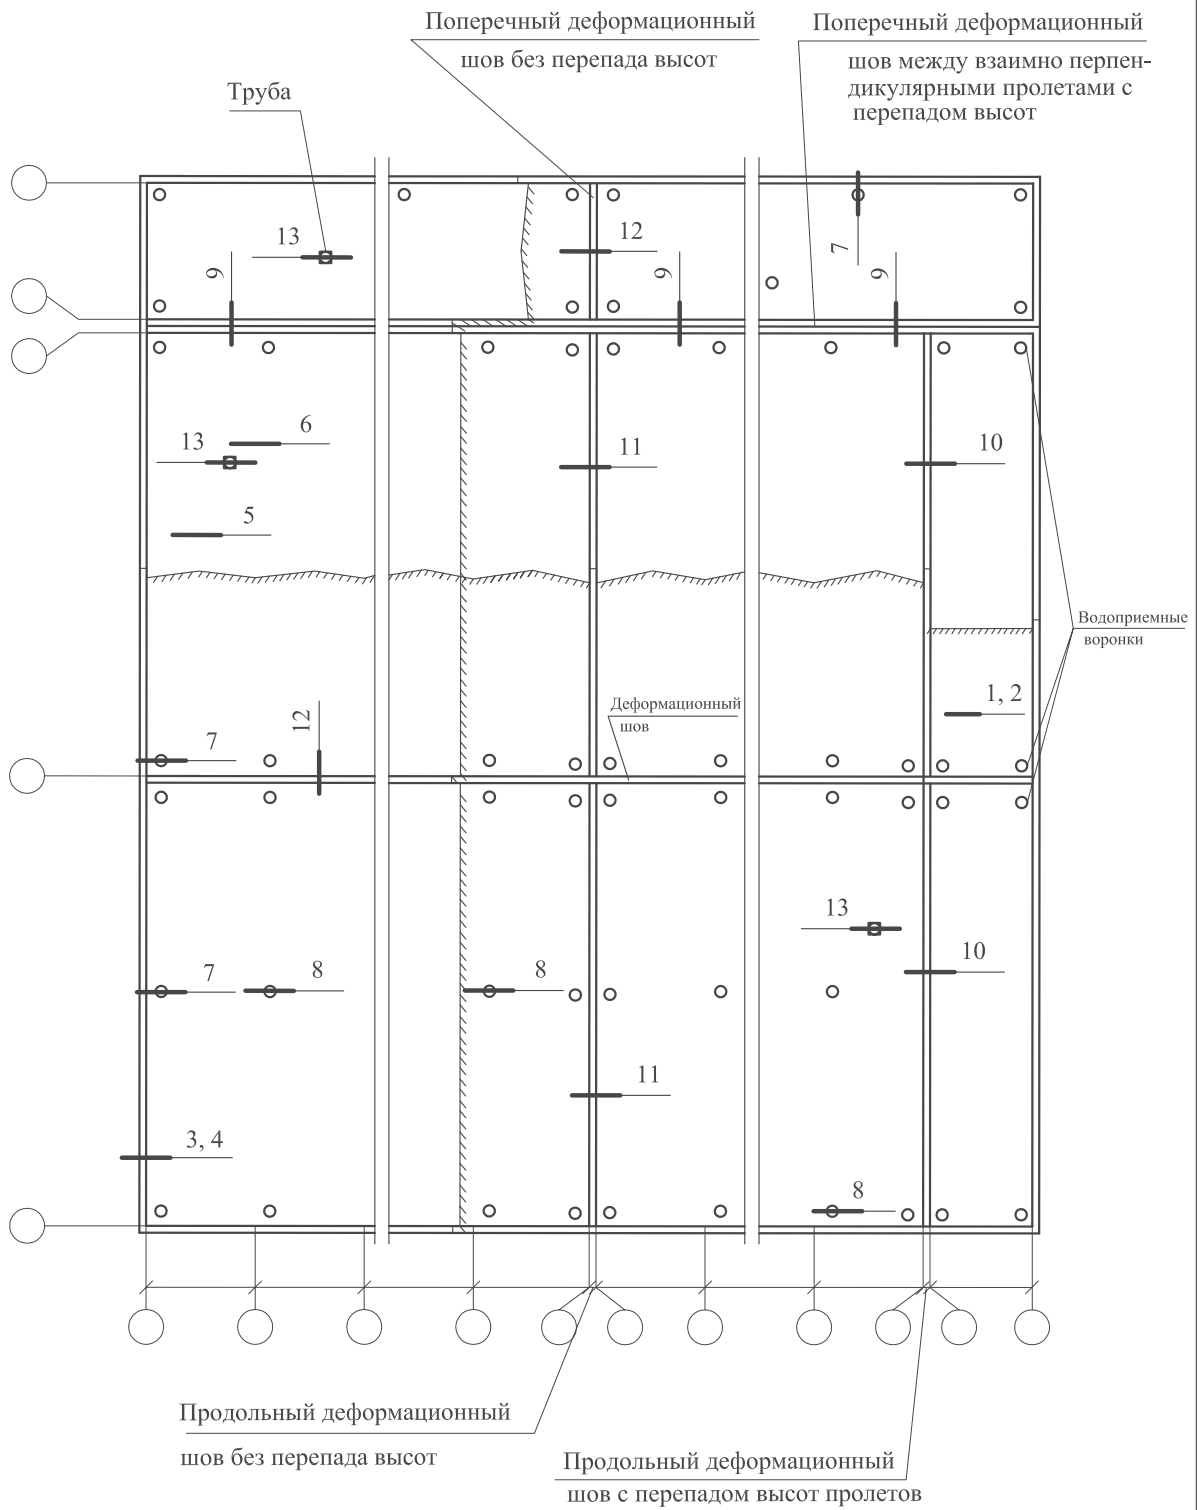 Поперечный деформационный
шов без перепада высот
Поперечный деформационный
шов между взаимно перпен-
дикулярными пролетами с
перепадом высот
Труба
13
9
12
9
7
9
13
6
5
11
10
Водоприемные
воронки
1, 2
Деформационный
шов
7
12
13
7
8
8
10
11
3, 4
8
Продольный деформационный
шов без перепада высот
Продольный деформационный
шов с перепадом высот пролетов